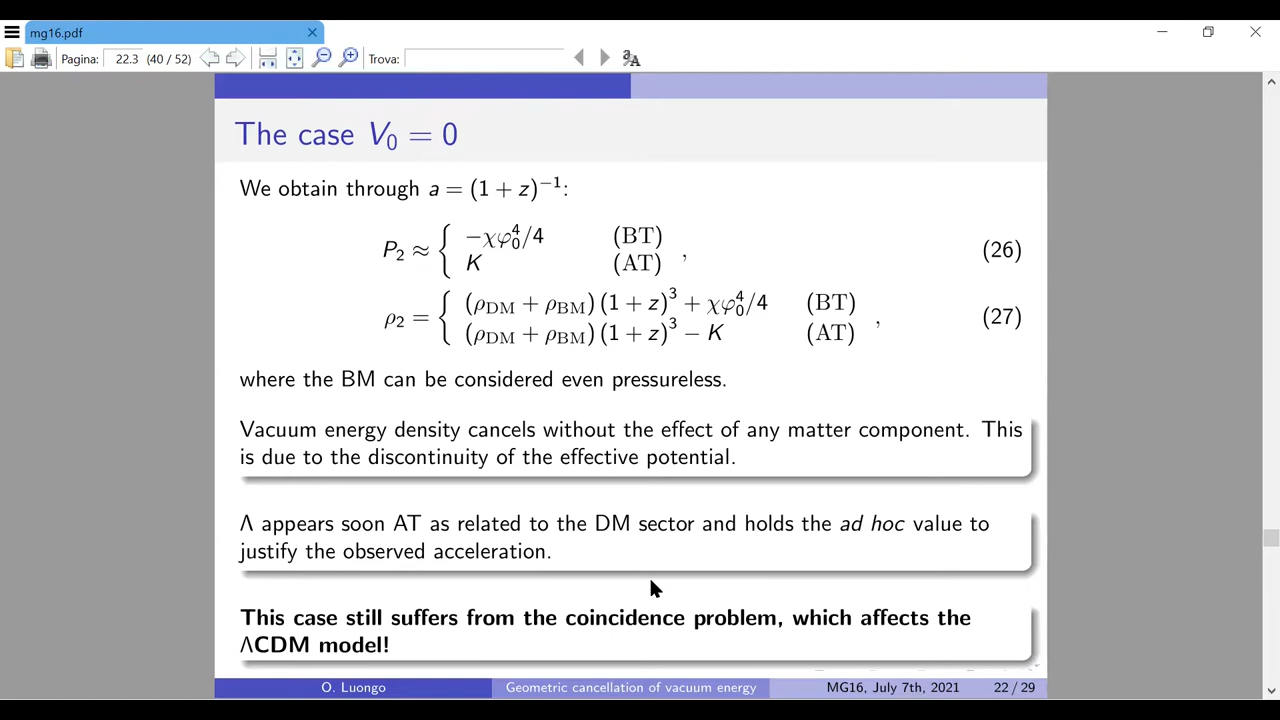 mg16.pdf
Pagina: 22.3 (40 / 52) Trova:
The case V₀ = 0
We obtain through a = (1 + z)⁻¹:
P₂ ≈ { −χφ₀⁴/4 (BT)
K (AT) , (26)
ρ₂ = { (ρ_DM + ρ_BM) (1 + z)³ + χφ₀⁴/4 (BT)
(ρ_DM + ρ_BM) (1 + z)³ − K (AT) , (27)
where the BM can be considered even pressureless.
Vacuum energy density cancels without the effect of any matter component. This
is due to the discontinuity of the effective potential.
Λ appears soon AT as related to the DM sector and holds the ad hoc value to
justify the observed acceleration.
This case still suffers from the coincidence problem, which affects the
ΛCDM model!
O. Luongo Geometric cancellation of vacuum energy MG16, July 7th, 2021 22 / 29